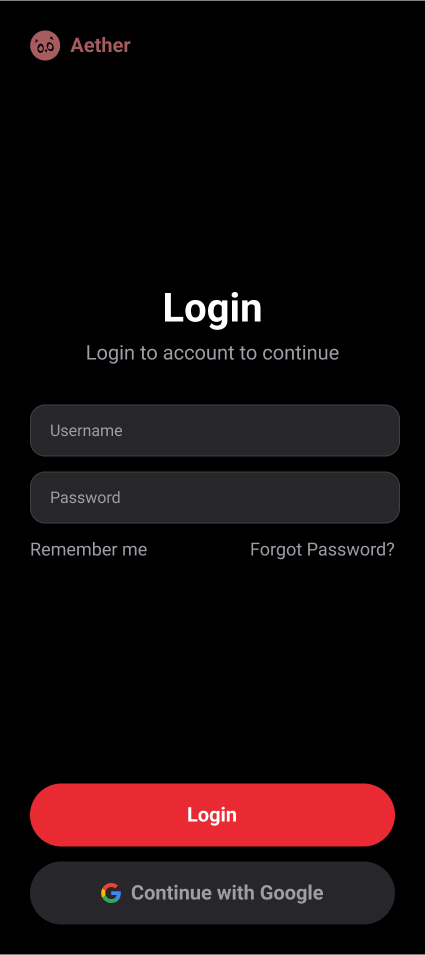 Aether
Login
Login to account to continue
Username
Password
Remember me
Forgot Password?
Login
Continue with Google